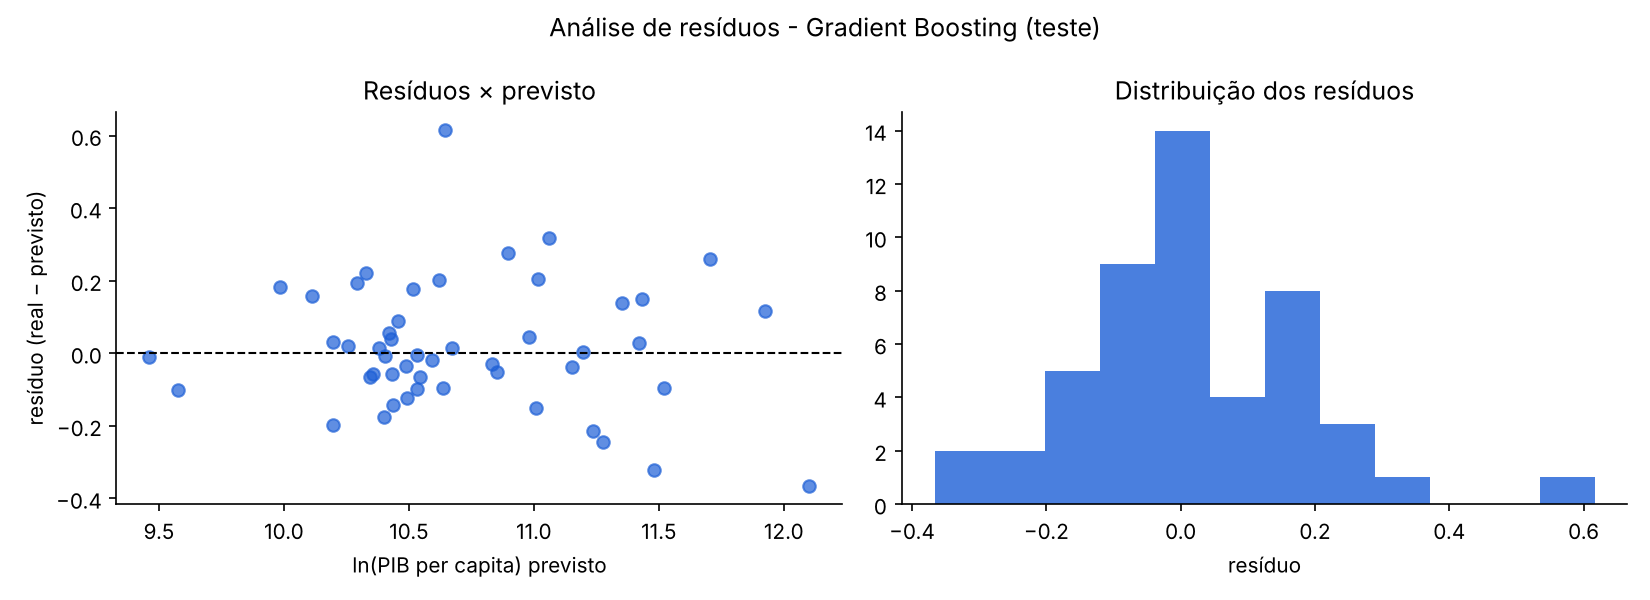 Análise de resíduos - Gradient Boosting (teste)
Resíduos × previsto
resíduo (real − previsto)
0.6
0.4
0.2
0.0
−0.2
−0.4
9.5 10.0 10.5 11.0 11.5 12.0
ln(PIB per capita) previsto
Distribuição dos resíduos
14
12
10
8
6
4
2
0
−0.4 −0.2 0.0 0.2 0.4 0.6
resíduo